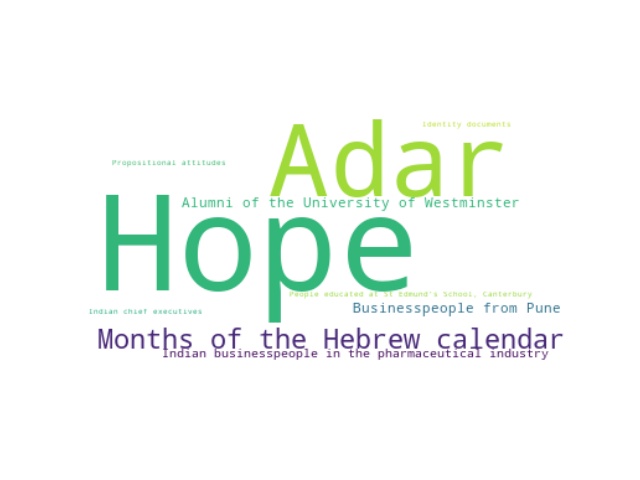 Identity documents
Adar
Propositional attitudes
Alumni of the University of Westminster
Hope
People educated at St Edmund's School, Canterbury
Businesspeople from Pune
Indian chief executives
Months of the Hebrew calendar
Indian businesspeople in the pharmaceutical industry